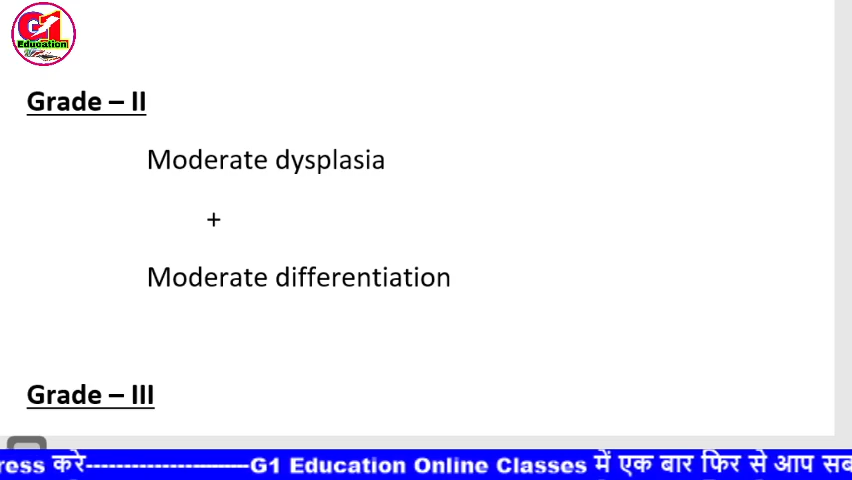 G1
Education
Grade – II
Moderate dysplasia
+
Moderate differentiation
Grade – III
ress करे----------------------G1 Education Online Classes में एक बार फिर से आप सब